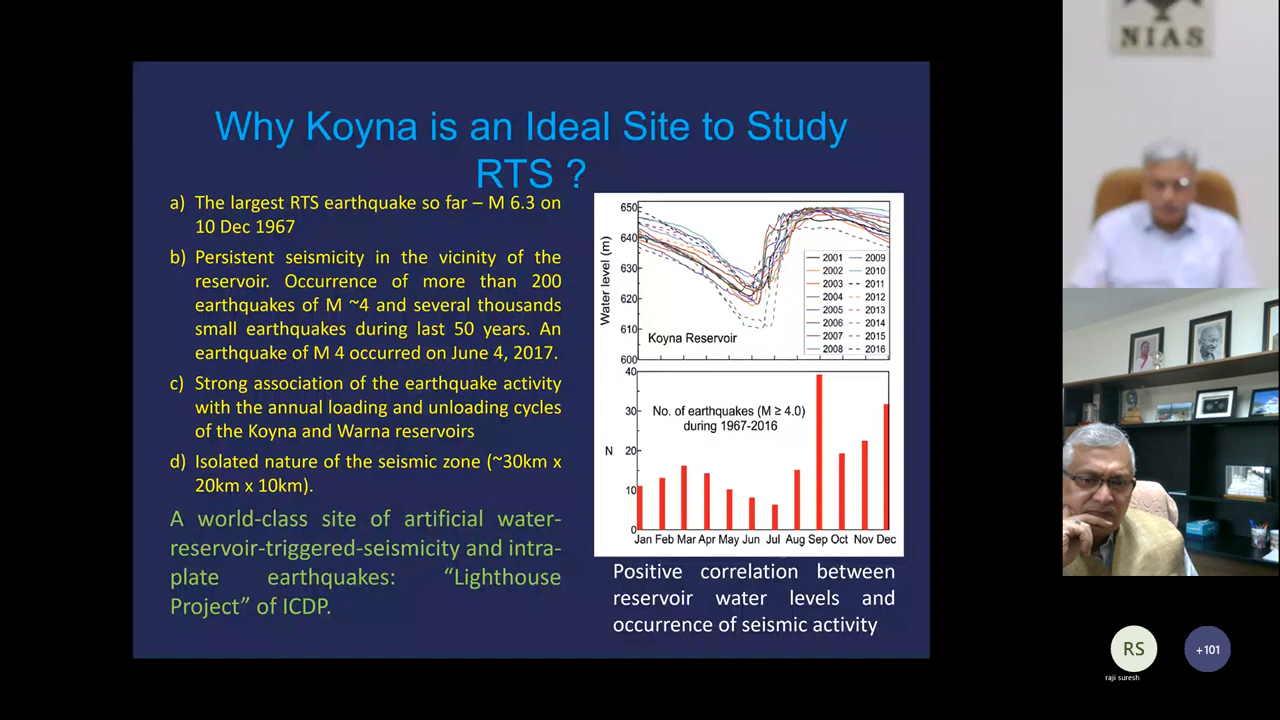 Why Koyna is an Ideal Site to Study
RTS ?
a) The largest RTS earthquake so far – M 6.3 on
10 Dec 1967
b) Persistent seismicity in the vicinity of the
reservoir. Occurrence of more than 200
earthquakes of M ~4 and several thousands
small earthquakes during last 50 years. An
earthquake of M 4 occurred on June 4, 2017.
c) Strong association of the earthquake activity
with the annual loading and unloading cycles
of the Koyna and Warna reservoirs
d) Isolated nature of the seismic zone (~30km x
20km x 10km).
A world-class site of artificial water-
reservoir-triggered-seismicity and intra-
plate earthquakes: “Lighthouse
Project” of ICDP.
650
640
630
620
610
600
Water level (m)
Koyna Reservoir
2001 2009
2002 2010
2003 2011
2004 2012
2005 2013
2006 2014
2007 2015
2008 2016
40
30
20
10
0
N
No. of earthquakes (M ≥ 4.0)
during 1967-2016
Jan Feb Mar Apr May Jun Jul Aug Sep Oct Nov Dec
Positive correlation between
reservoir water levels and
occurrence of seismic activity
NIAS
RS
raji suresh
+101